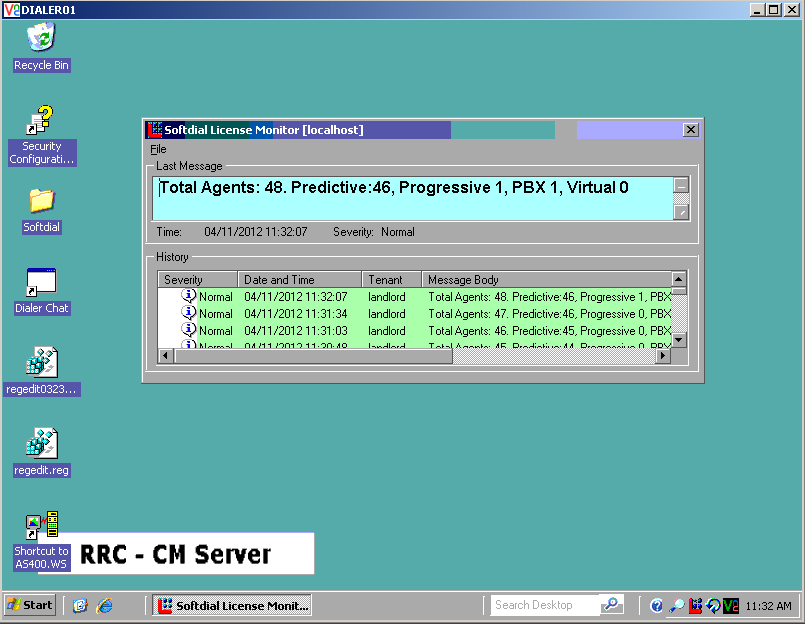 DIALER01
Recycle Bin
Security
Configurati...
Softdial
Dialer Chat
regedit0323...
regedit.reg
Shortcut to
AS400.WS
RRC - CM Server
Softdial License Monitor [localhost]
File
Last Message
Total Agents: 48. Predictive:46, Progressive 1, PBX 1, Virtual 0
Time: 04/11/2012 11:32:07 Severity: Normal
History
Severity Date and Time Tenant Message Body
Normal 04/11/2012 11:32:07 landlord Total Agents: 48. Predictive:46, Progressive 1, PBX
Normal 04/11/2012 11:31:34 landlord Total Agents: 47. Predictive:46, Progressive 0, PBX
Normal 04/11/2012 11:31:03 landlord Total Agents: 46. Predictive:45, Progressive 0, PBX
Normal 04/11/2012 11:30:48 landlord Total Agents: 45. Predictive:44, Progressive 0, PBX
Start
Softdial License Monit...
Search Desktop
11:32 AM